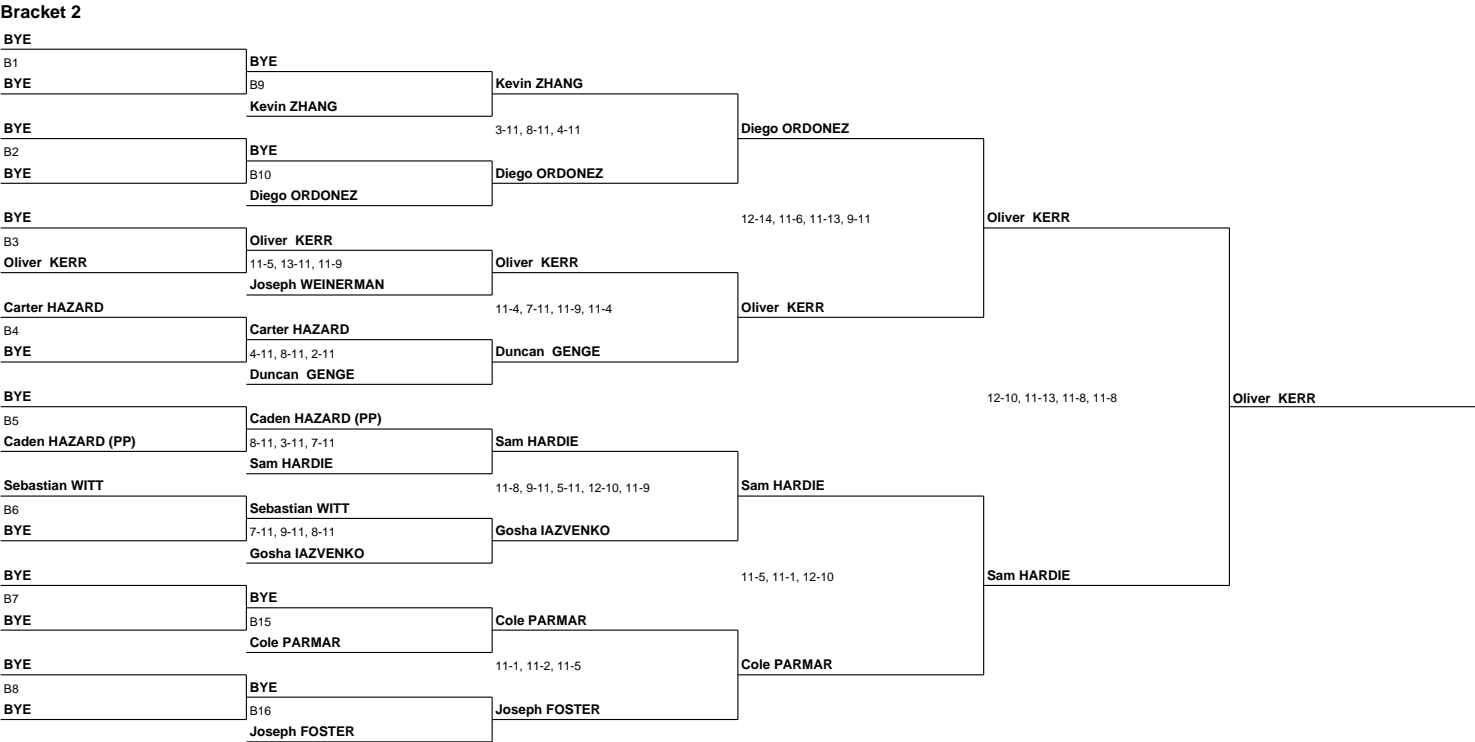 Bracket 2
BYE
B1
BYE
BYE
B9
Kevin ZHANG
Kevin ZHANG
BYE
B2
BYE
BYE
B10
Diego ORDONEZ
3-11, 8-11, 4-11
Diego ORDONEZ
Diego ORDONEZ
BYE
B3
Oliver KERR
Oliver KERR
11-5, 13-11, 11-9
Joseph WEINERMAN
Oliver KERR
12-14, 11-6, 11-13, 9-11
Oliver KERR
Carter HAZARD
B4
BYE
Carter HAZARD
4-11, 8-11, 2-11
Duncan GENGE
11-4, 7-11, 11-9, 11-4
Duncan GENGE
Oliver KERR
BYE
B5
Caden HAZARD (PP)
Caden HAZARD (PP)
8-11, 3-11, 7-11
Sam HARDIE
Sam HARDIE
12-10, 11-13, 11-8, 11-8
Oliver KERR
Sebastian WITT
B6
BYE
Sebastian WITT
7-11, 9-11, 8-11
Gosha IAZVENKO
11-8, 9-11, 5-11, 12-10, 11-9
Gosha IAZVENKO
Sam HARDIE
BYE
B7
BYE
BYE
B15
Cole PARMAR
Cole PARMAR
11-5, 11-1, 12-10
Sam HARDIE
BYE
B8
BYE
BYE
B16
Joseph FOSTER
11-1, 11-2, 11-5
Joseph FOSTER
Cole PARMAR